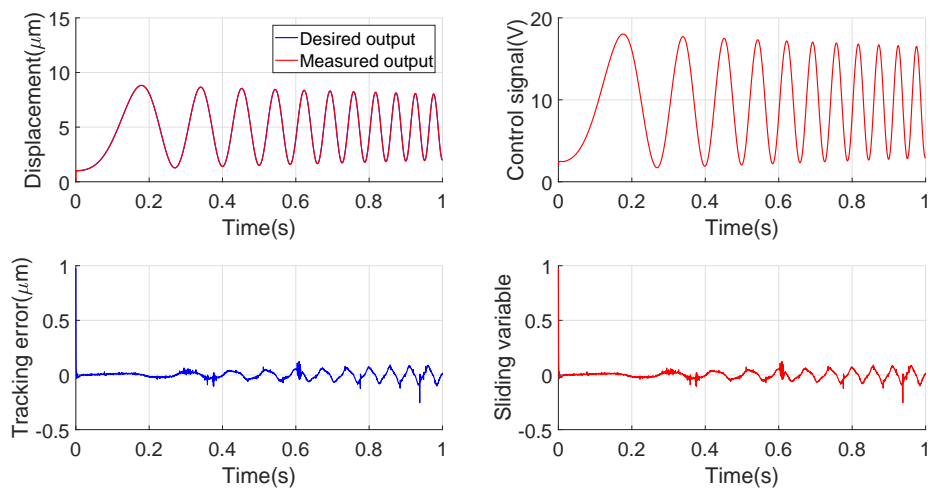 Displacement(μm)
15
10
5
0
Desired output
Measured output
0 0.2 0.4 0.6 0.8 1
Time(s)
Control signal(V)
20
10
0
0 0.2 0.4 0.6 0.8 1
Time(s)
Tracking error(μm)
1
0.5
0
-0.5
0 0.2 0.4 0.6 0.8 1
Time(s)
Sliding variable
1
0.5
0
-0.5
0 0.2 0.4 0.6 0.8 1
Time(s)